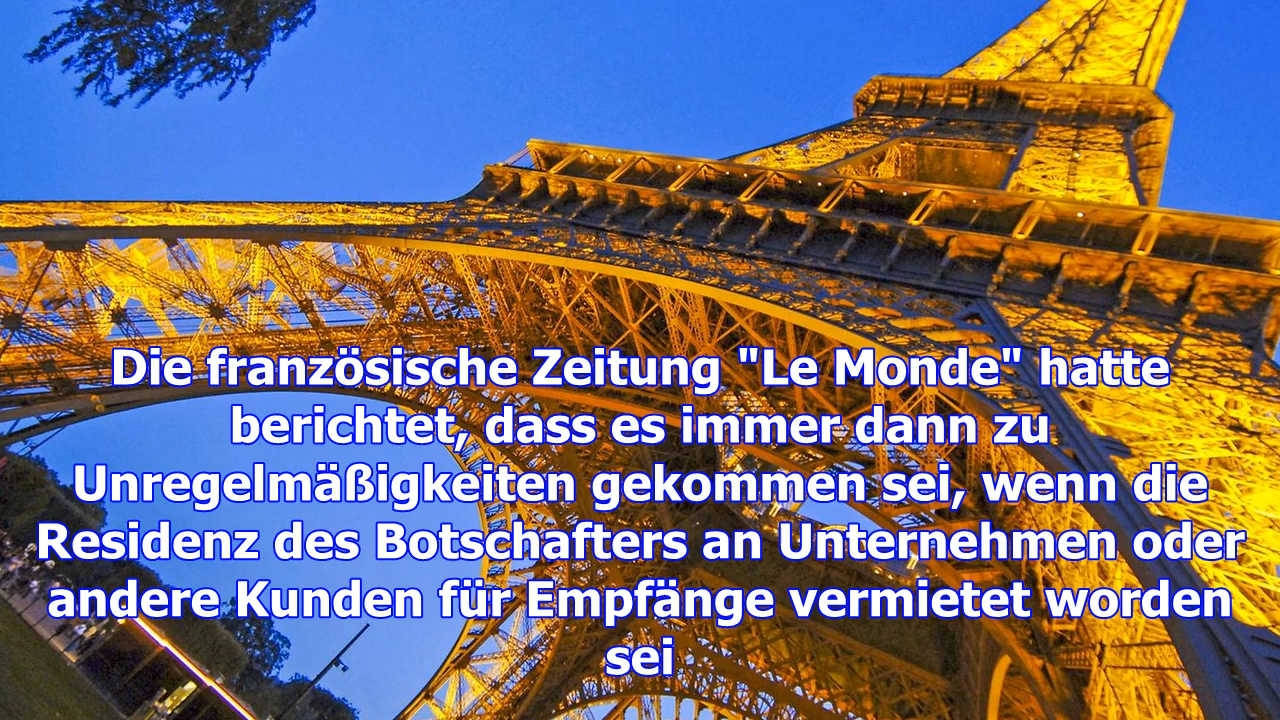 Die französische Zeitung "Le Monde" hatte
berichtet, dass es immer dann zu
Unregelmäßigkeiten gekommen sei, wenn die
Residenz des Botschafters an Unternehmen oder
andere Kunden für Empfänge vermietet worden
sei